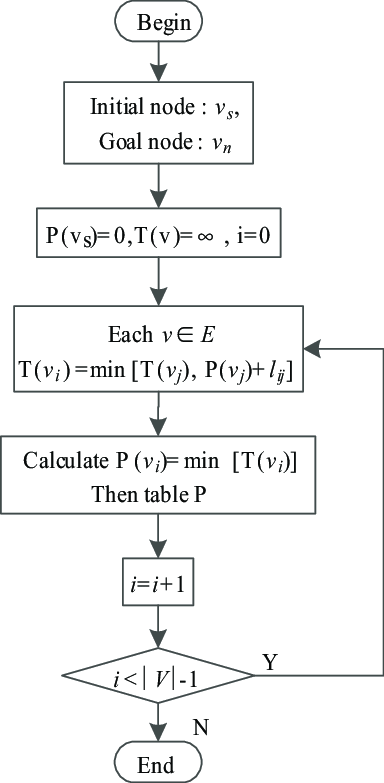 Begin
Initial node : vₛ,
Goal node : vₙ
P(vₛ)=0,T(v)=∞ , i=0
Each v∈E
T(vᵢ)=min [T(vⱼ), P(vⱼ)+lᵢⱼ]
Calculate P (vᵢ)= min [T(vᵢ)]
Then table P
i=i+1
i<|V|-1
Y
N
End